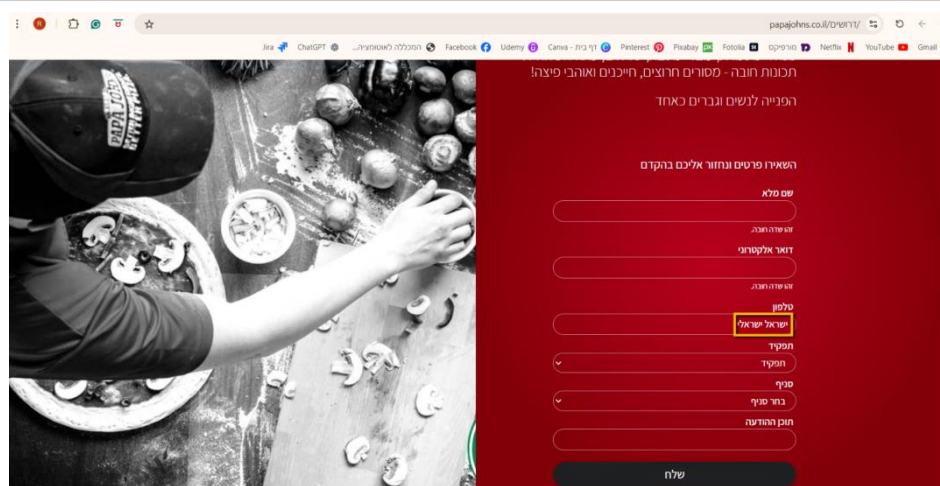 papajohns.co.il/דרושים/
Gmail
YouTube
Netflix
מורפיקס
Fotolia
Pixabay
Pinterest
Canva - דף בית
Udemy
Facebook
המכללה לאוטומציה...
ChatGPT
Jira
תכונות חובה - מסורים חרוצים, חייכנים ואוהבי פיצה!
הפנייה לנשים וגברים כאחד
השאירו פרטים ונחזור אליכם בהקדם
שם מלא
זהו שדה חובה.
דואר אלקטרוני
זהו שדה חובה.
טלפון
ישראל ישראלי
תפקיד
תפקיד
סניף
בחר סניף
תוכן ההודעה
שלח
PAPA JOHN'S